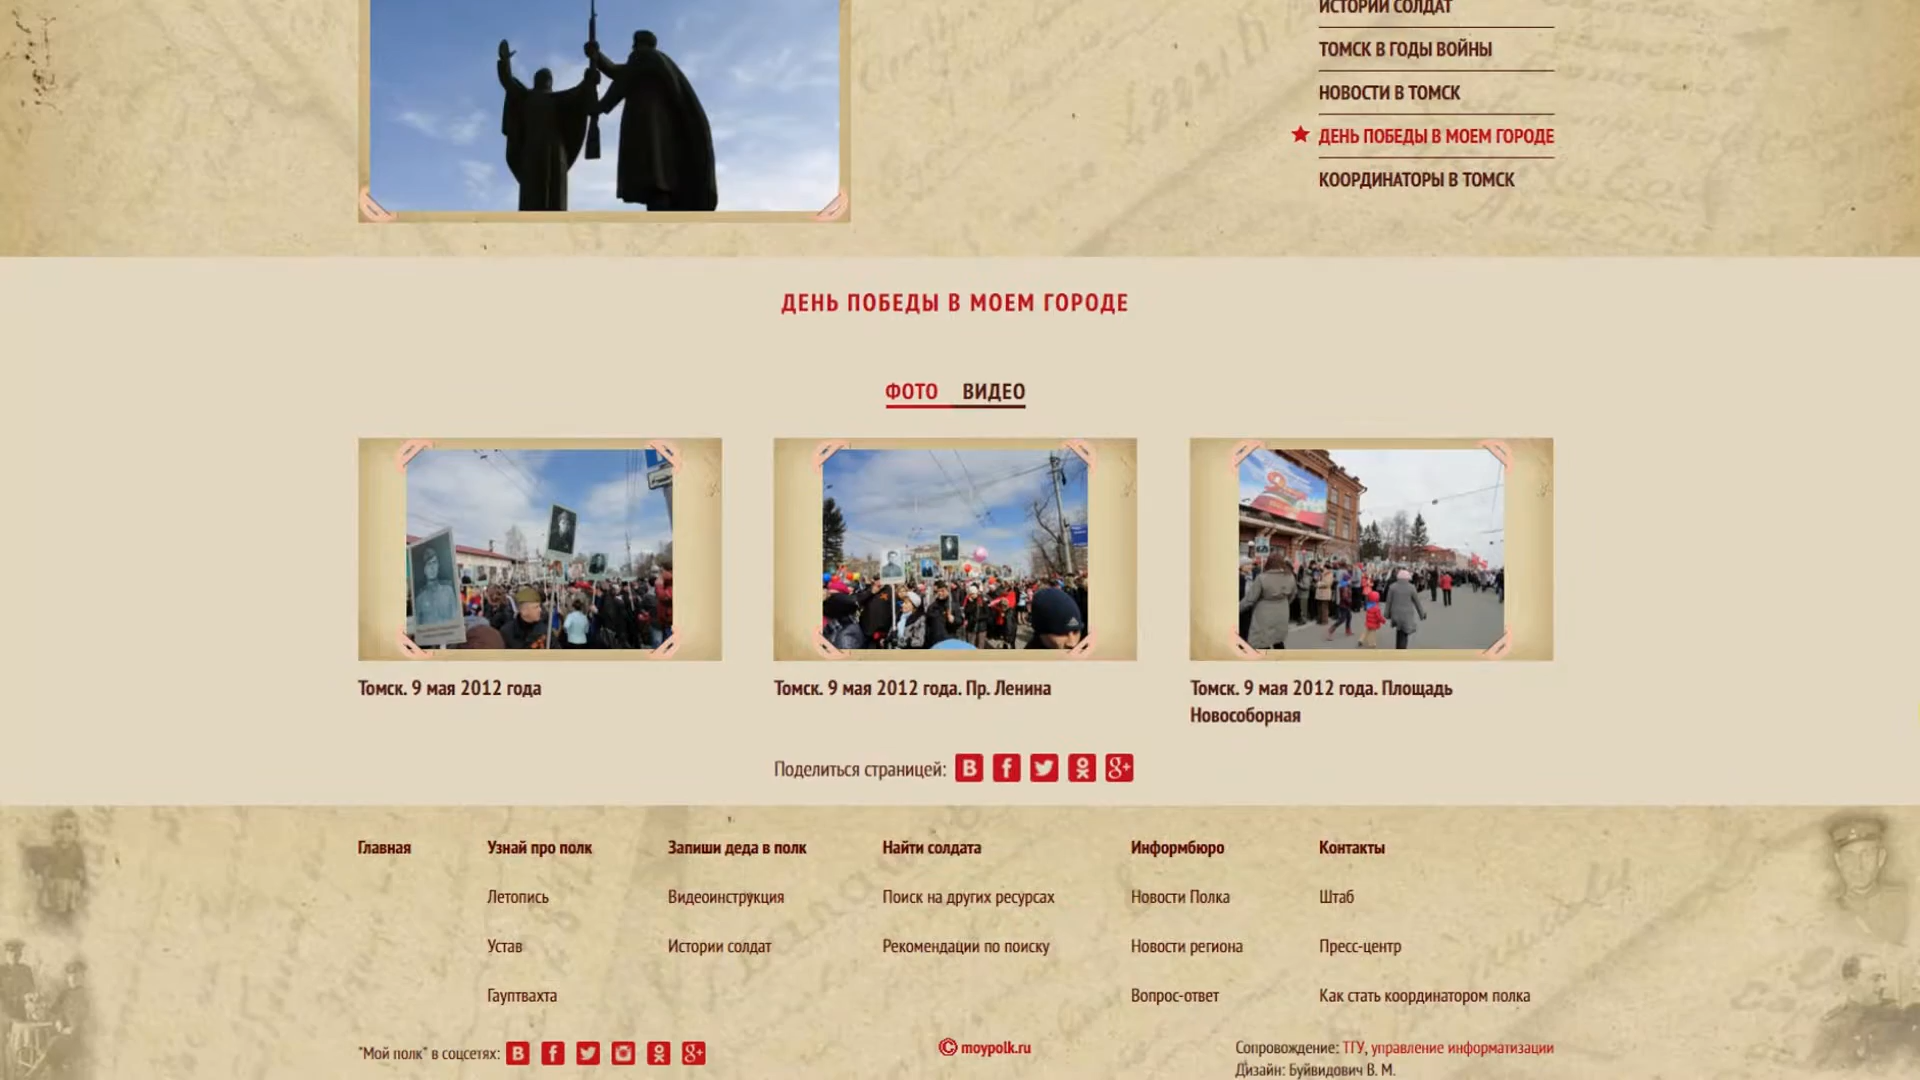 ИСТОРИИ СОЛДАТ
ТОМСК В ГОДЫ ВОЙНЫ
НОВОСТИ В ТОМСК
ДЕНЬ ПОБЕДЫ В МОЕМ ГОРОДЕ
КООРДИНАТОРЫ В ТОМСК
ДЕНЬ ПОБЕДЫ В МОЕМ ГОРОДЕ
ФОТО ВИДЕО
Томск. 9 мая 2012 года
Томск. 9 мая 2012 года. Пр. Ленина
Томск. 9 мая 2012 года. Площадь
Новособорная
Поделиться страницей:
Главная
Узнай про полк
Летопись
Устав
Гауптвахта
Запиши деда в полк
Видеоинструкция
Истории солдат
Найти солдата
Поиск на других ресурсах
Рекомендации по поиску
Информбюро
Новости Полка
Новости региона
Вопрос-ответ
Контакты
Штаб
Пресс-центр
Как стать координатором полка
"Мой полк" в соцсетях:
© moypolk.ru
Сопровождение: ТГУ, управление информатизации
Дизайн: Буйвидович В. М.